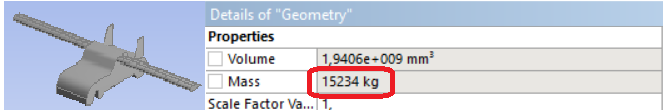 Details of "Geometry"
Properties
Volume 1,9406e+009 mm³
Mass 15234 kg
Scale Factor Va... 1,